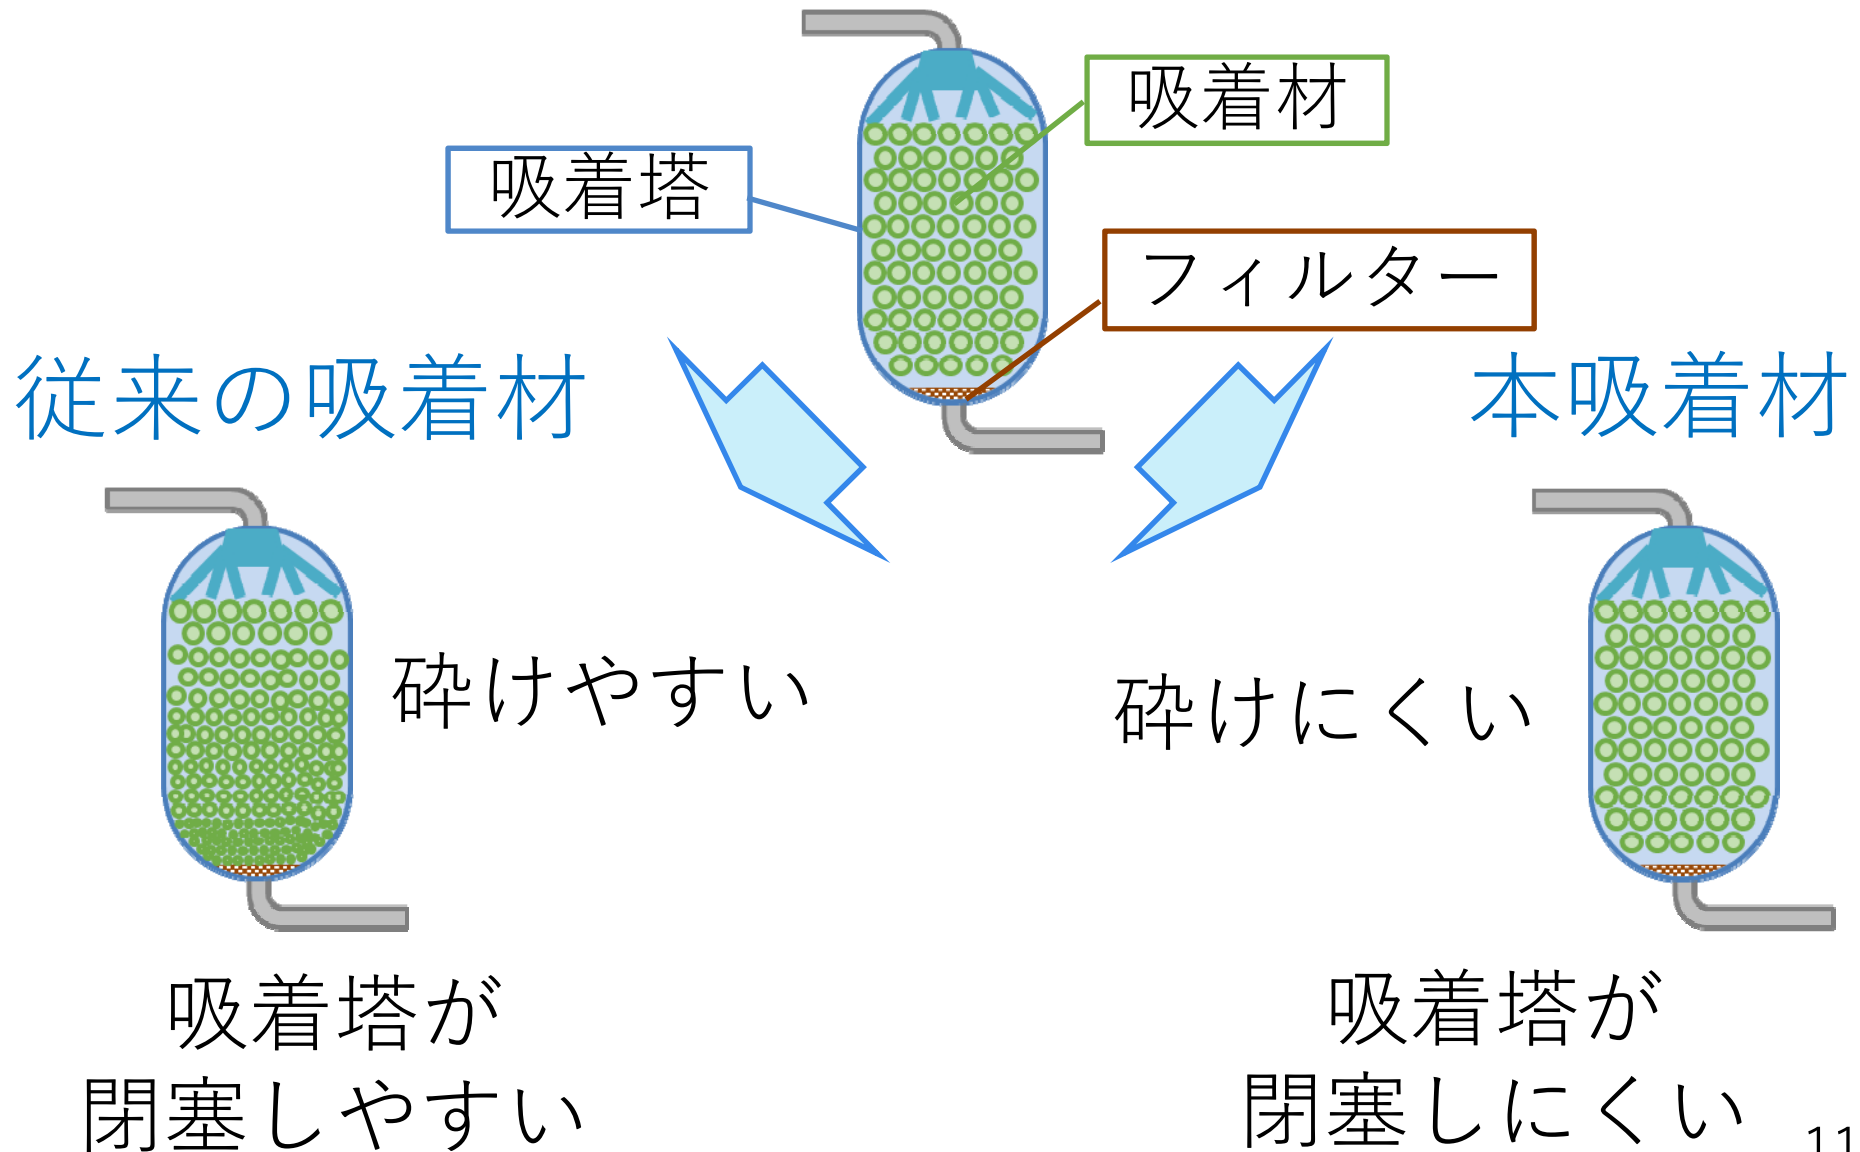 吸着材
吸着塔
フィルター
従来の吸着材
本吸着材
砕けやすい
砕けにくい
吸着塔が
閉塞しやすい
吸着塔が
閉塞しにくい
11